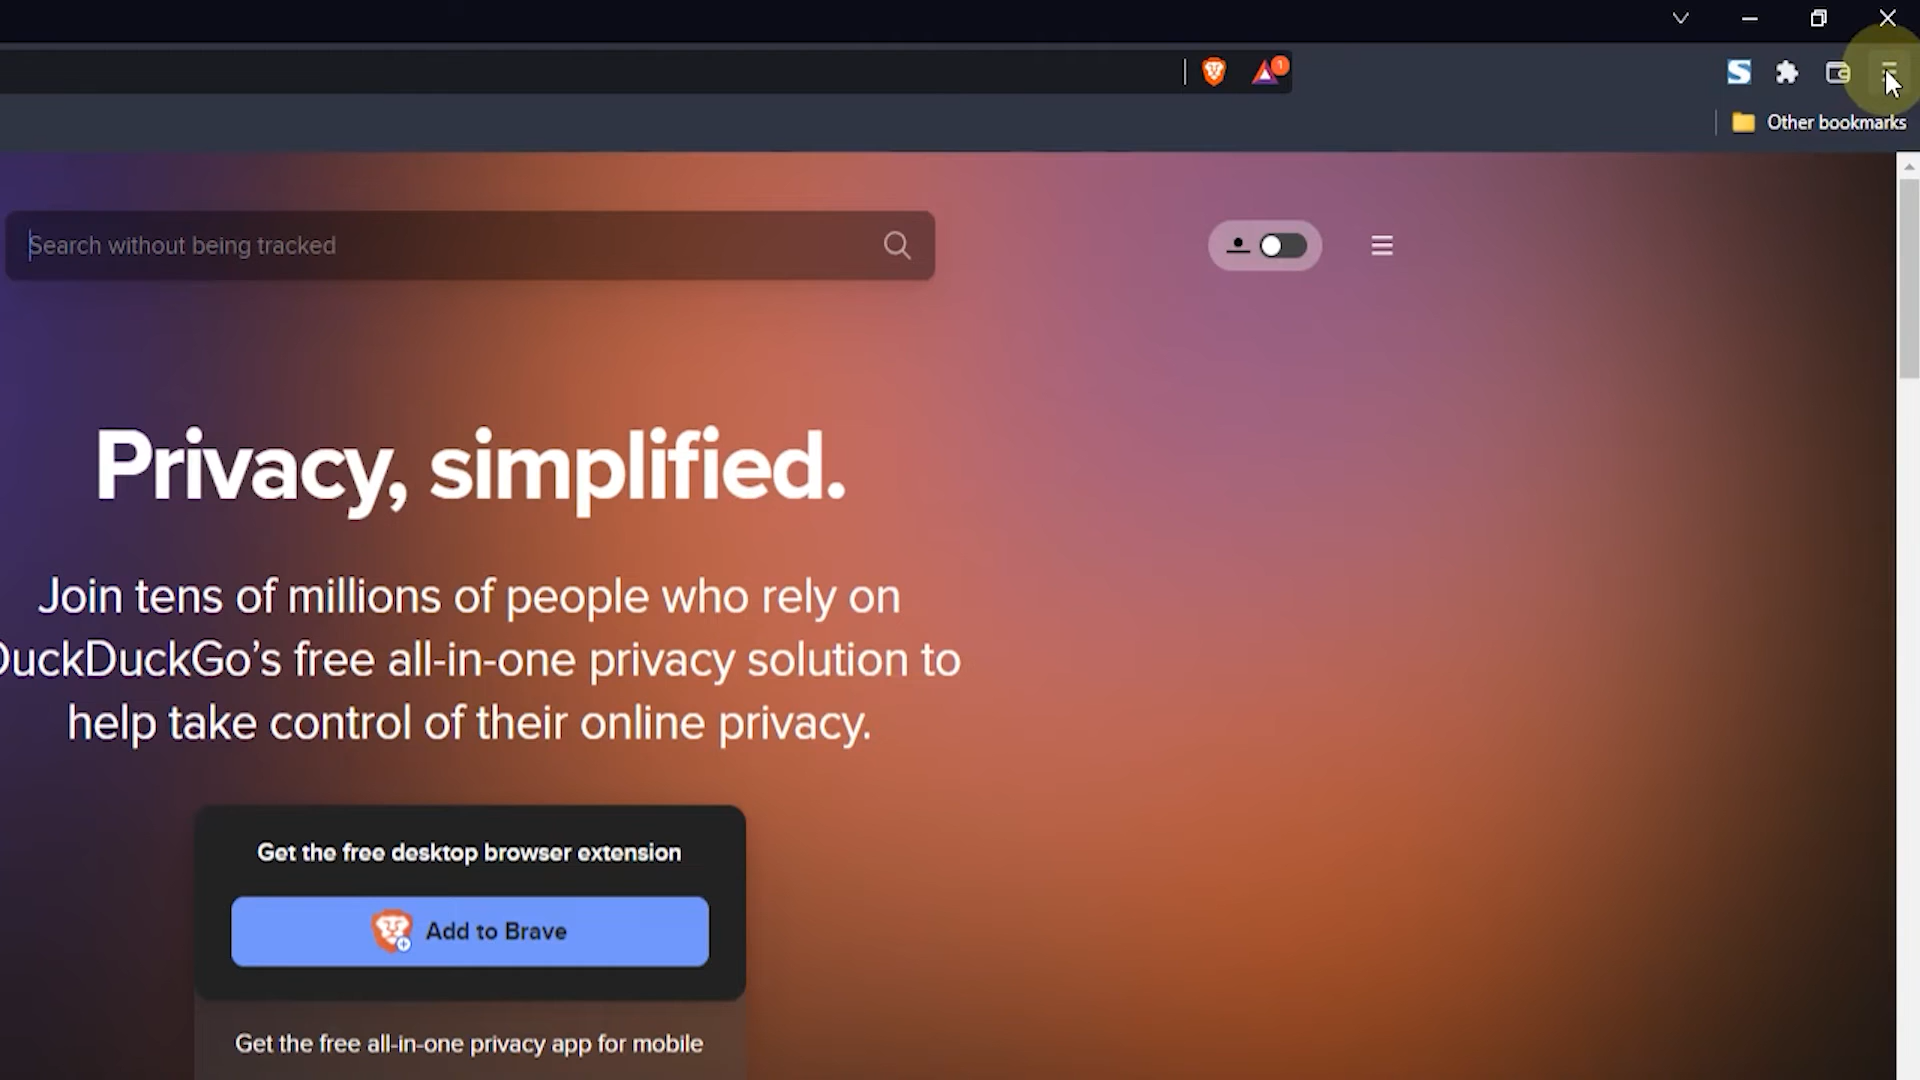 1
Other bookmarks
Search without being tracked
Privacy, simplified.
Join tens of millions of people who rely on
DuckDuckGo’s free all-in-one privacy solution to
help take control of their online privacy.
Get the free desktop browser extension
Add to Brave
Get the free all-in-one privacy app for mobile